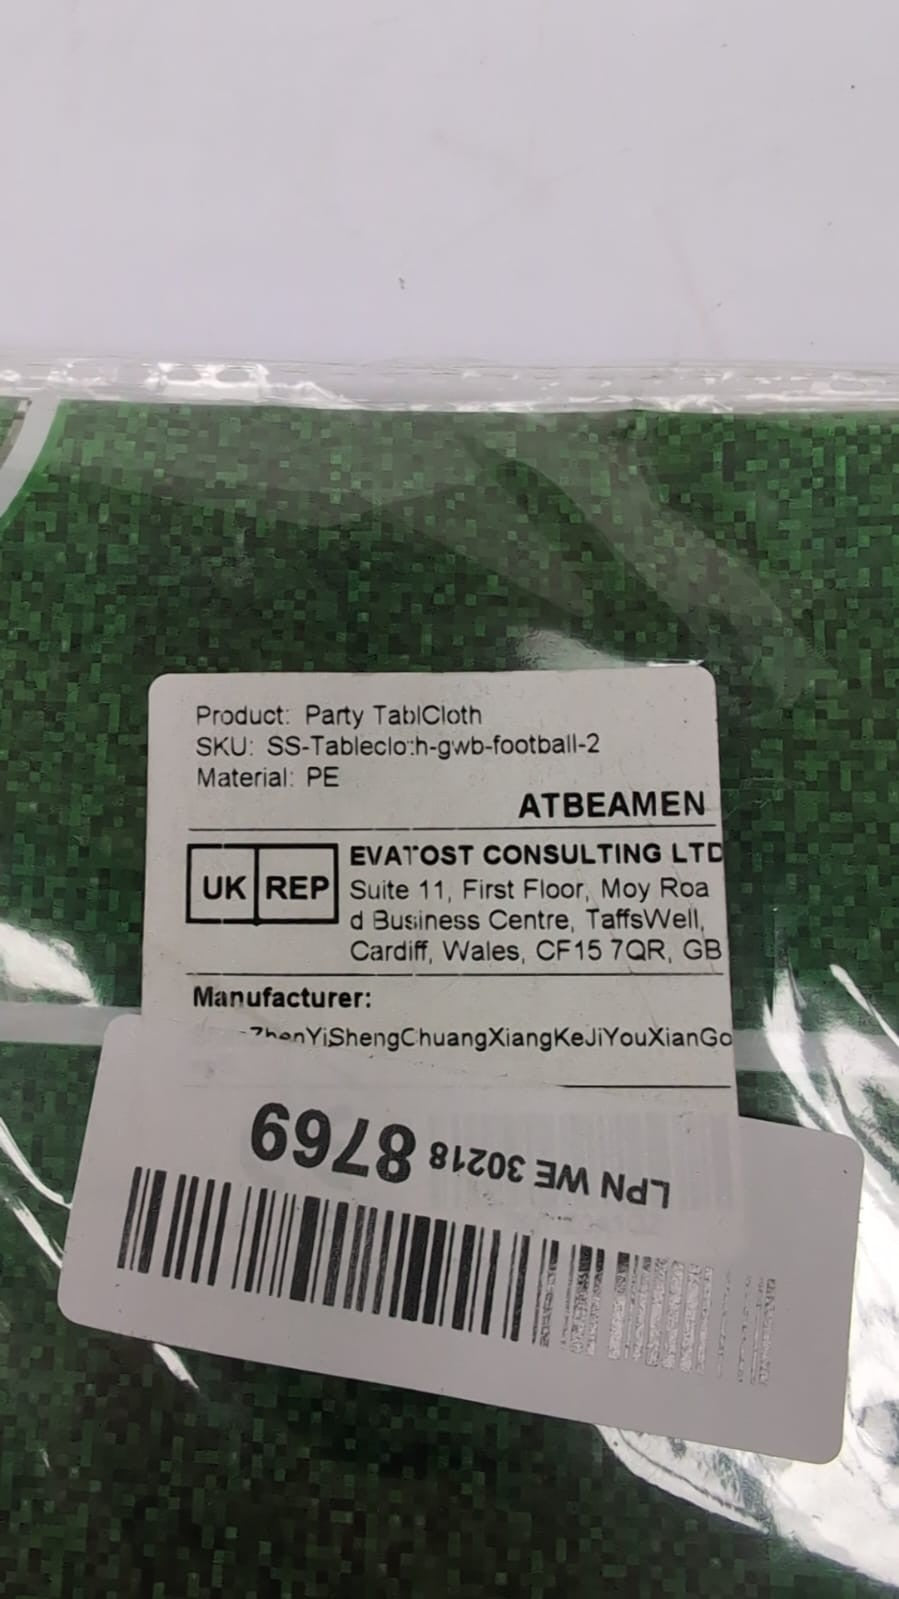 Product: Party TablCloth
SKU: SS-Tablecloth-gwb-football-2
Material: PE
ATBEAMEN
UK REP
EVATOST CONSULTING LTD
Suite 11, First Floor, Moy Roa
d Business Centre, TaffsWell,
Cardiff, Wales, CF15 7QR, GB
Manufacturer:
ZhenYiShengChuangXiangKeJiYouXianGo
LPN WE 30218 8769